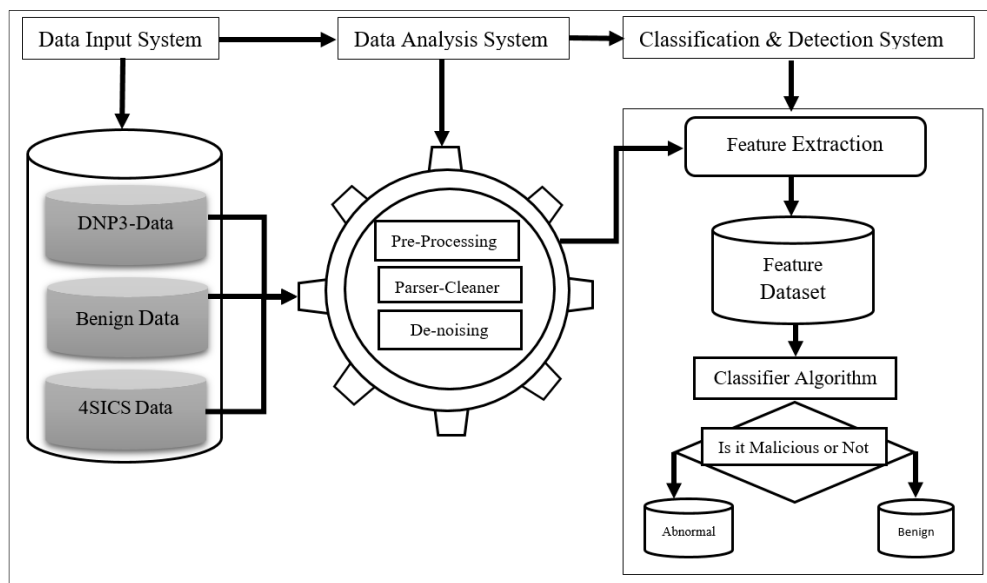 Data Input System
Data Analysis System
Classification & Detection System
DNP3-Data
Benign Data
4SICS Data
Pre-Processing
Parser-Cleaner
De-noising
Feature Extraction
Feature
Dataset
Classifier Algorithm
Is it Malicious or Not
Abnormal
Benign